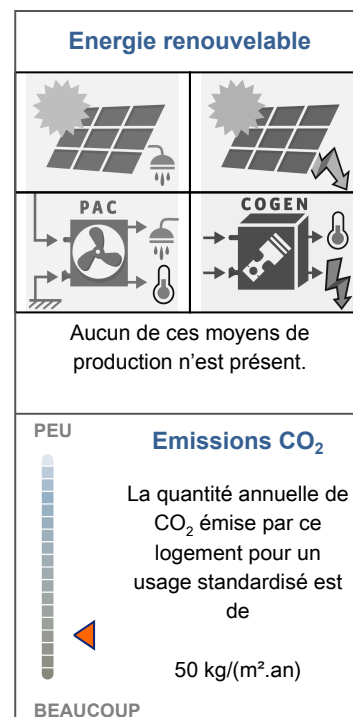 Energie renouvelable
PAC
COGEN
Aucun de ces moyens de
production n'est présent.
PEU
Emissions CO₂
La quantité annuelle de
CO₂ émise par ce
logement pour un
usage standardisé est
de
50 kg/(m².an)
BEAUCOUP